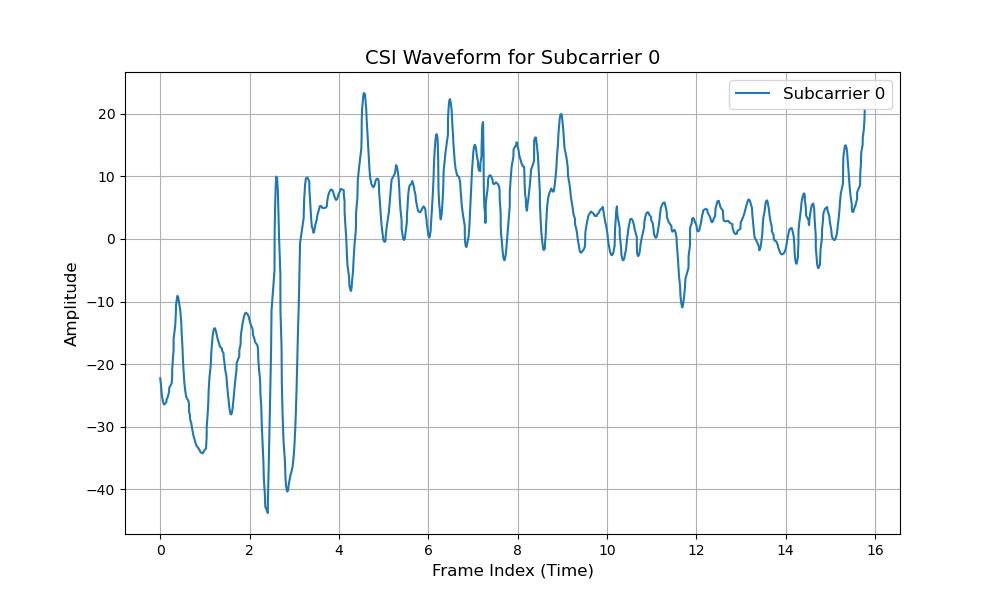 CSI Waveform for Subcarrier 0
Subcarrier 0
20
10
0
−10
−20
−30
−40
Amplitude
0 2 4 6 8 10 12 14 16
Frame Index (Time)